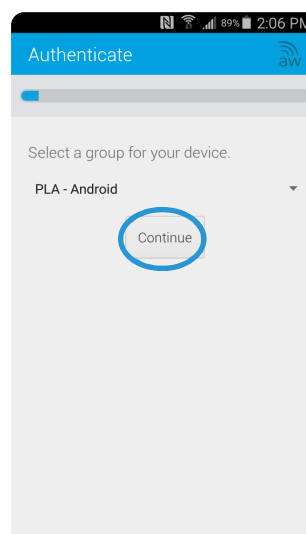 89% 2:06 PM
Authenticate
aw
Select a group for your device.
PLA - Android
Continue